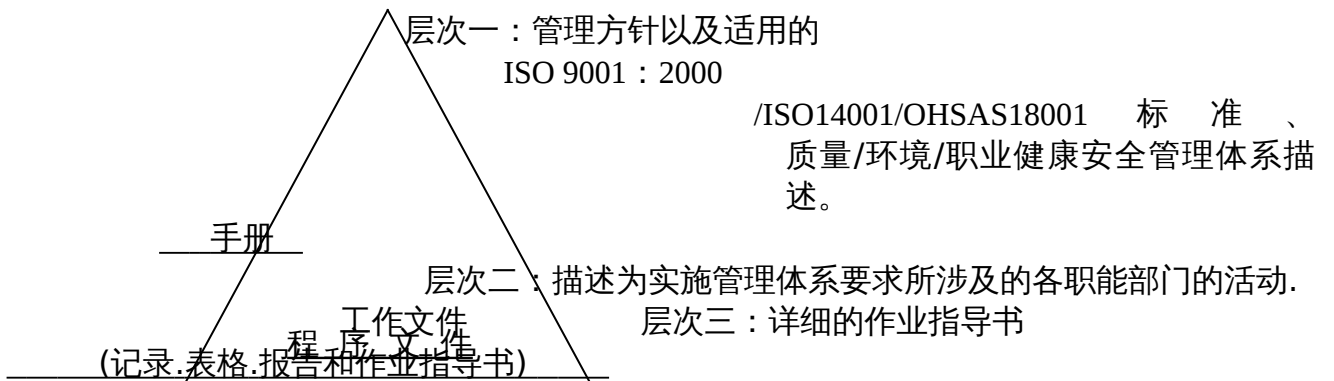 层次一：管理方针以及适用的
ISO 9001：2000
/ISO14001/OHSAS18001 标 准 、
质量/环境/职业健康安全管理体系描
述。
手册
层次二：描述为实施管理体系要求所涉及的各职能部门的活动.
工作文件
层次三：详细的作业指导书
程 序 文 件
(记录.表格.报告和作业指导书)